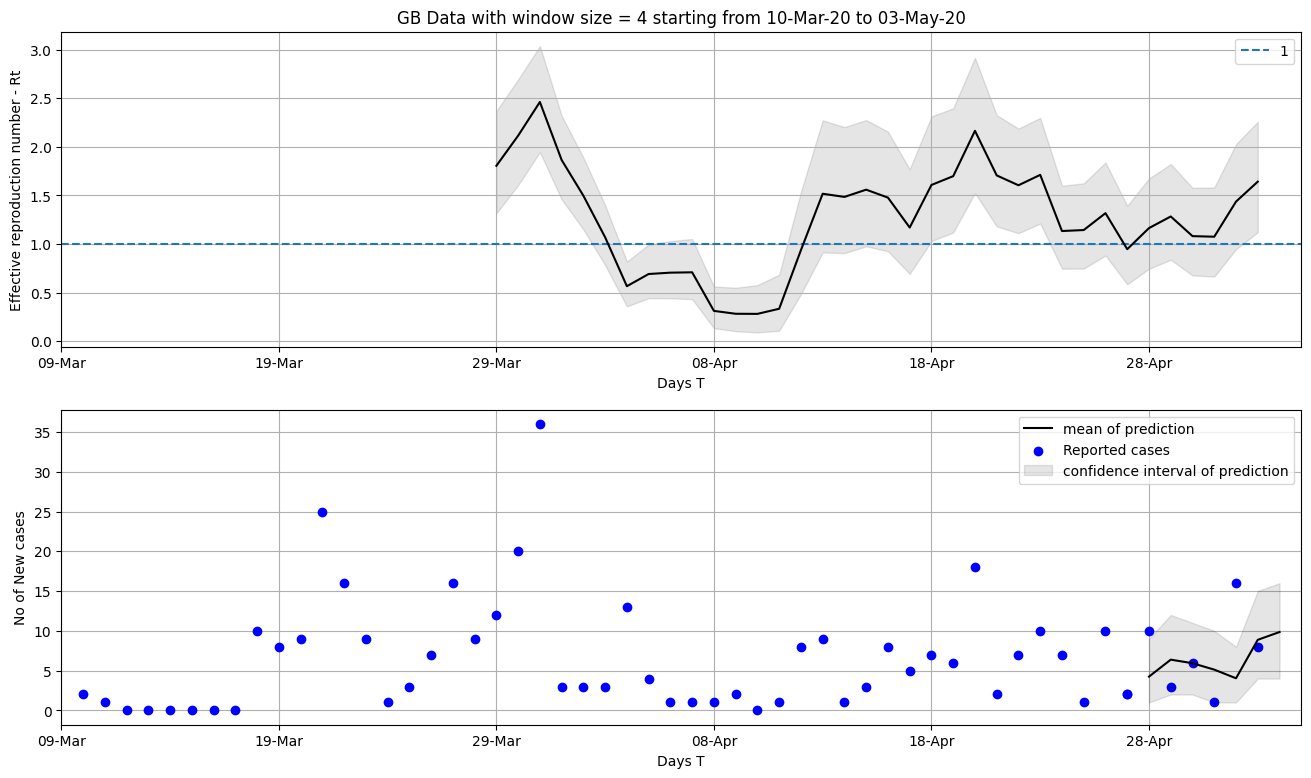 GB Data with window size = 4 starting from 10-Mar-20 to 03-May-20
1
Effective reproduction number - Rt
3.0
2.5
2.0
1.5
1.0
0.5
0.0
09-Mar 19-Mar 29-Mar 08-Apr 18-Apr 28-Apr
Days T
mean of prediction
Reported cases
confidence interval of prediction
No of New cases
35
30
25
20
15
10
5
0
09-Mar 19-Mar 29-Mar 08-Apr 18-Apr 28-Apr
Days T